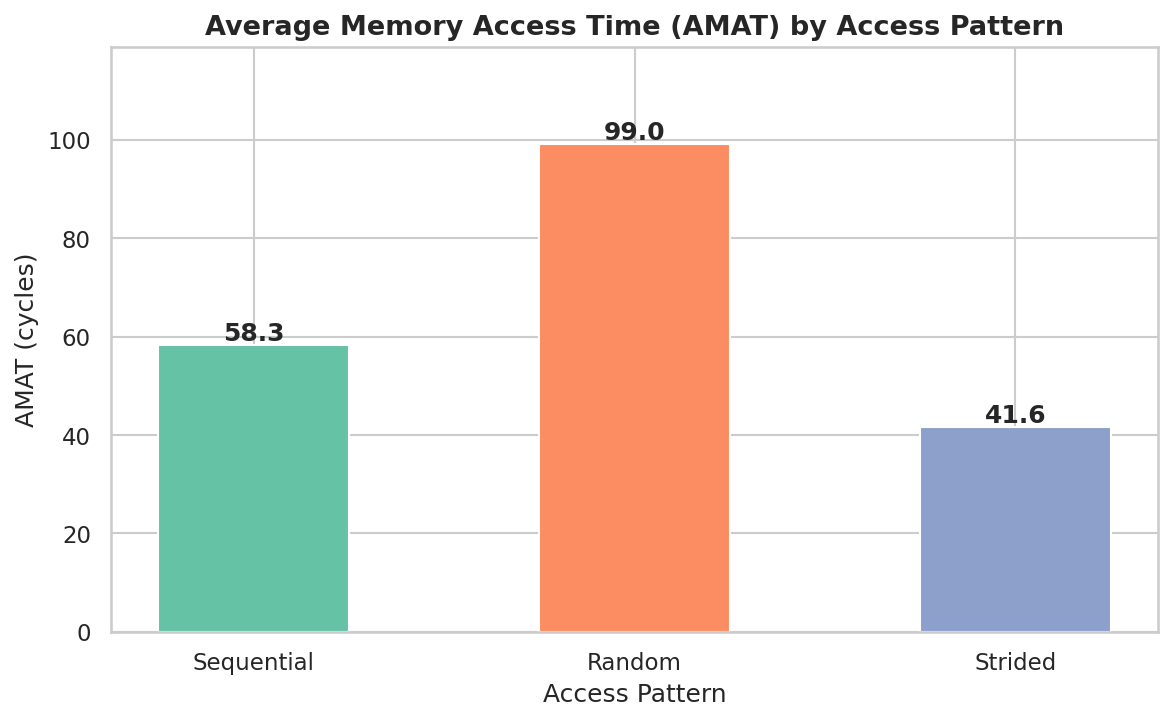 Average Memory Access Time (AMAT) by Access Pattern
AMAT (cycles)
100
80
60
40
20
0
58.3
99.0
41.6
Sequential
Random
Strided
Access Pattern